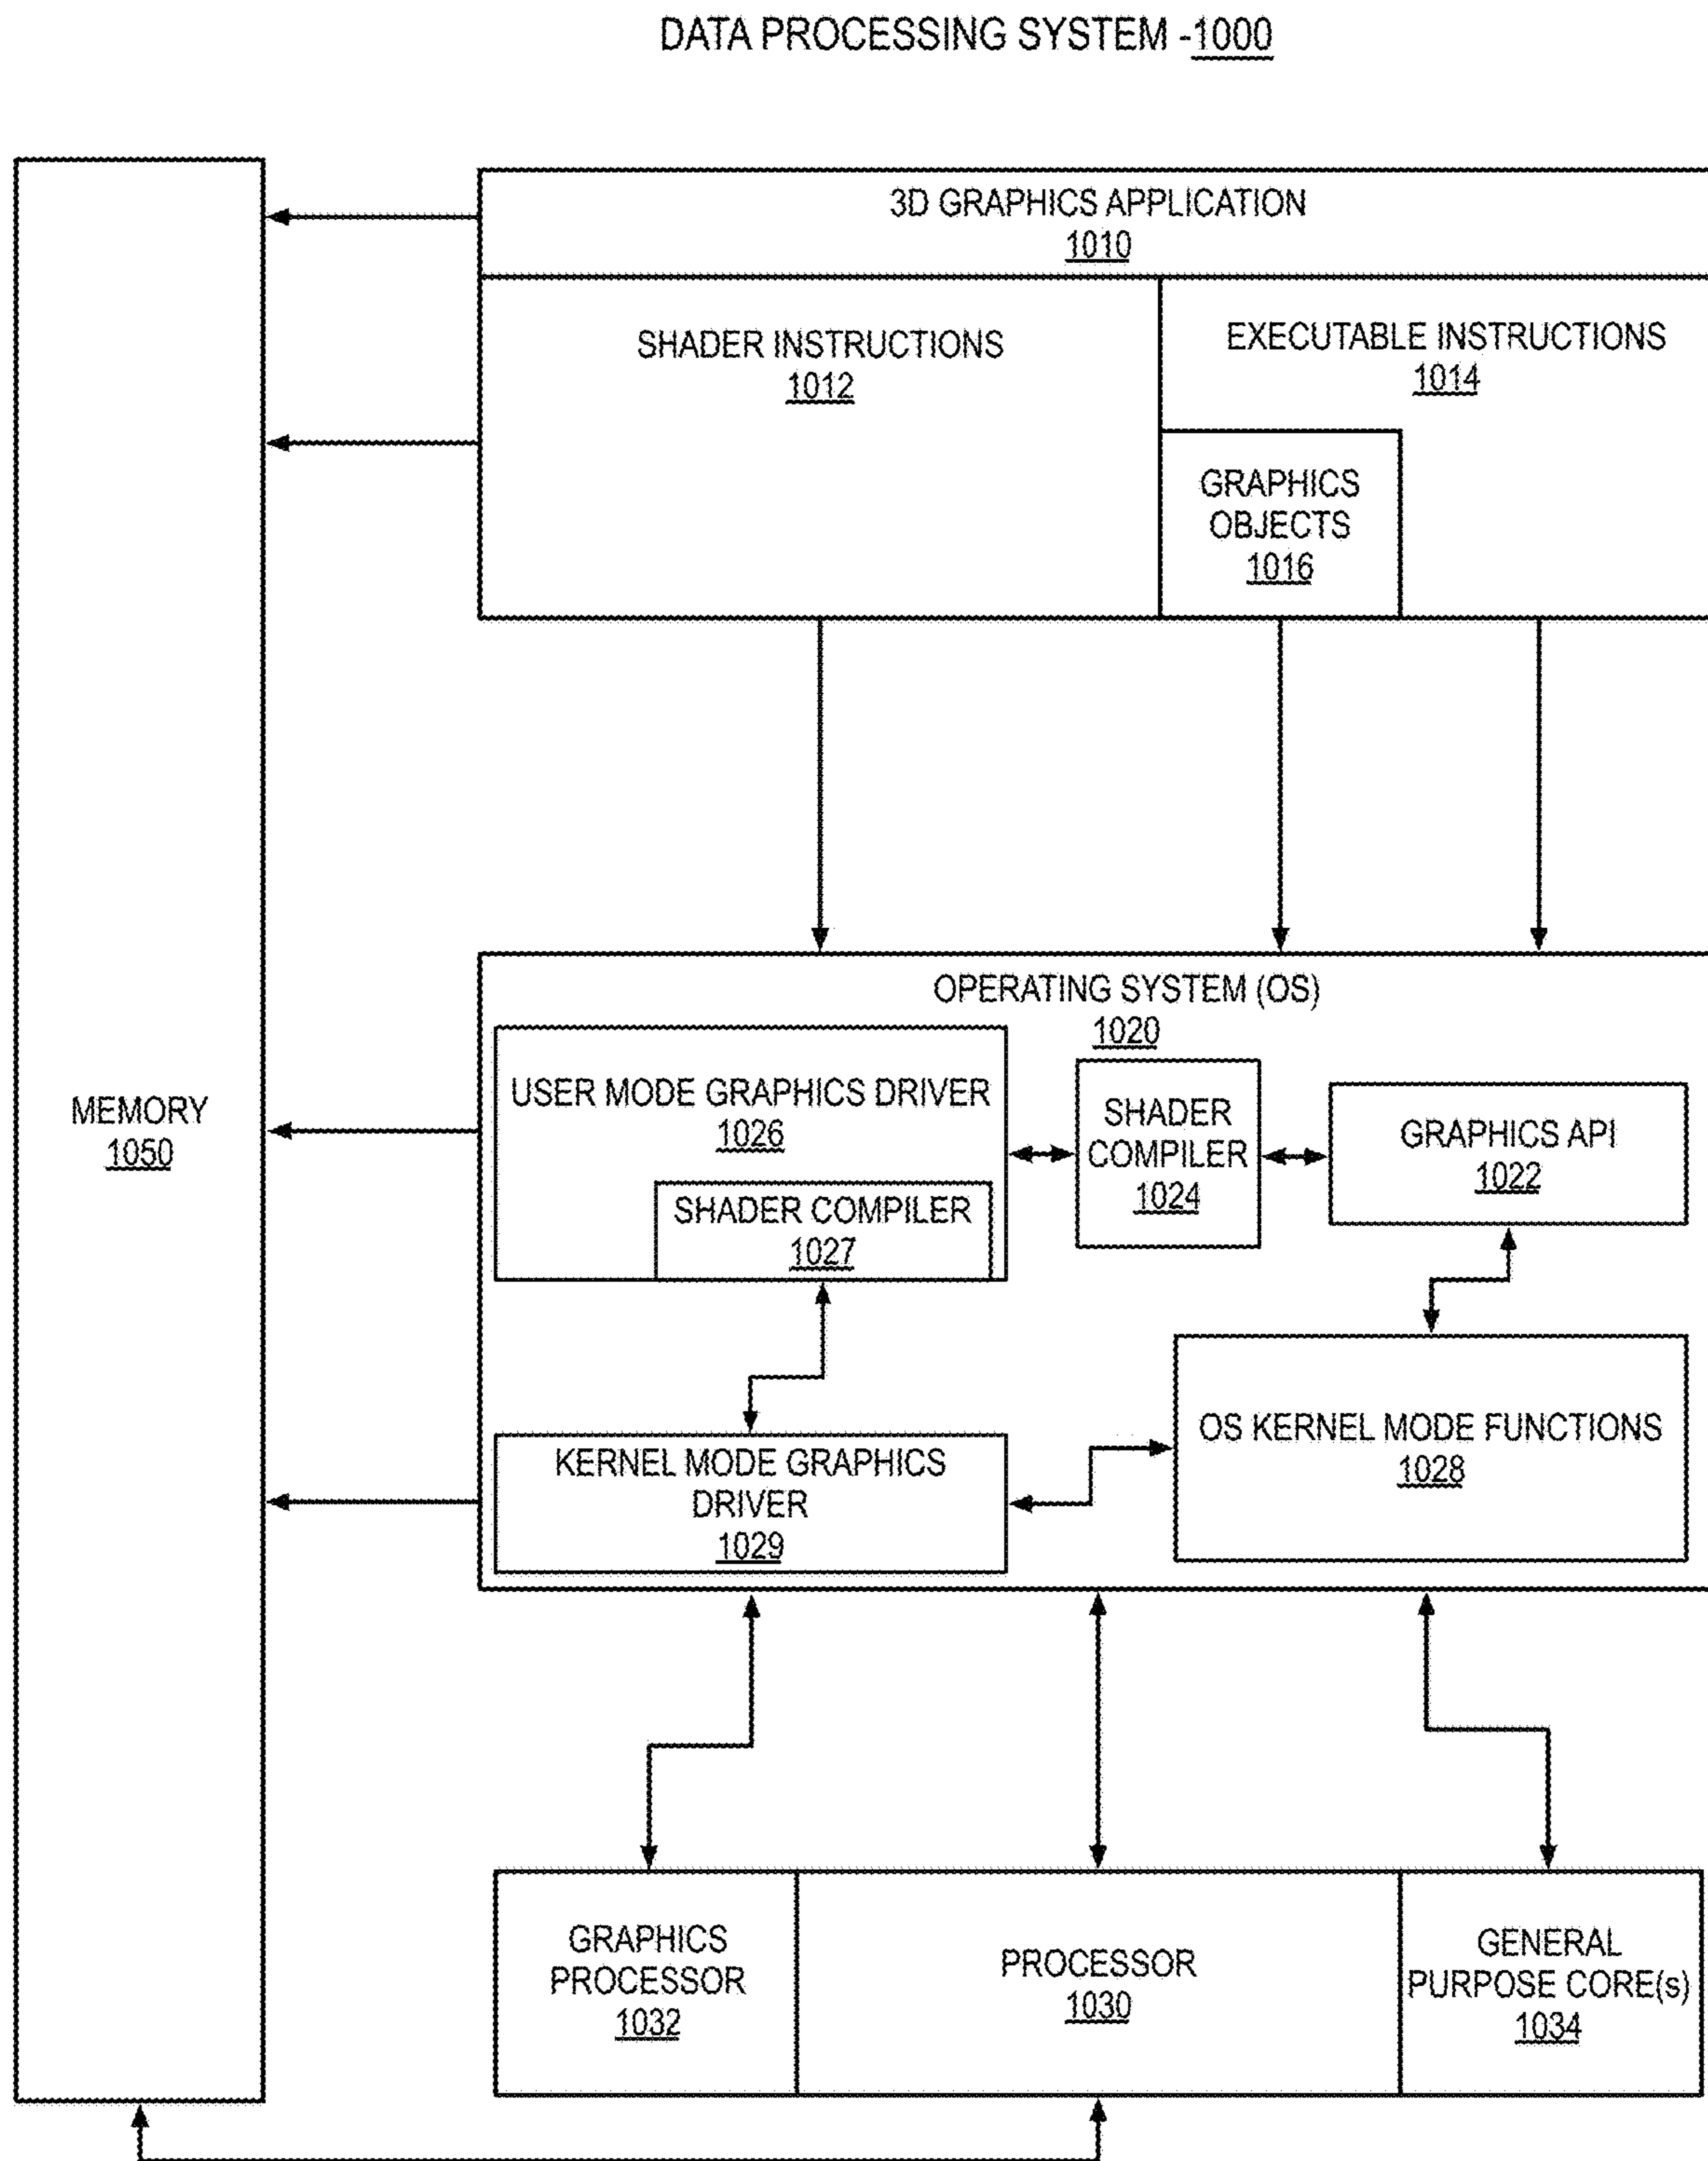 DATA PROCESSING SYSTEM -1000
3D GRAPHICS APPLICATION
1010
SHADER INSTRUCTIONS
1012
EXECUTABLE INSTRUCTIONS
1014
GRAPHICS
OBJECTS
1016
OPERATING SYSTEM (OS)
1020
USER MODE GRAPHICS DRIVER
1026
SHADER COMPILER
1027
SHADER
COMPILER
1024
GRAPHICS API
1022
MEMORY
1050
OS KERNEL MODE FUNCTIONS
1028
KERNEL MODE GRAPHICS
DRIVER
1029
GRAPHICS
PROCESSOR
1032
PROCESSOR
1030
GENERAL
PURPOSE CORE(s)
1034